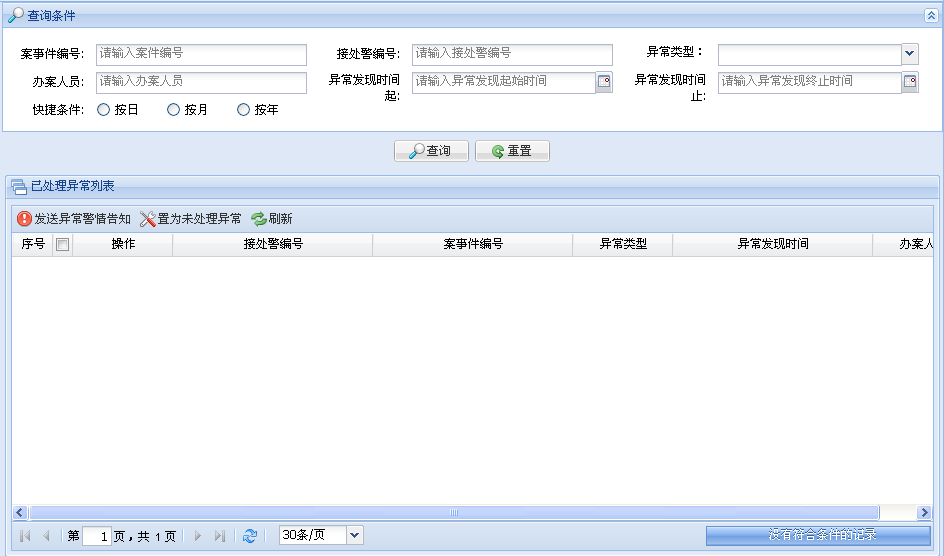 查询条件
案事件编号: 请输入案件编号 接处警编号: 请输入接处警编号 异常类型：
办案人员: 请输入办案人员 异常发现时间起: 请输入异常发现起始时间 异常发现时间止: 请输入异常发现终止时间
快捷条件: 按日 按月 按年
查询 重置
已处理异常列表
发送异常警情告知 置为未处理异常 刷新
序号 操作 接处警编号 案事件编号 异常类型 异常发现时间 办案人
第 1 页，共 1 页 30条/页 没有符合条件的记录